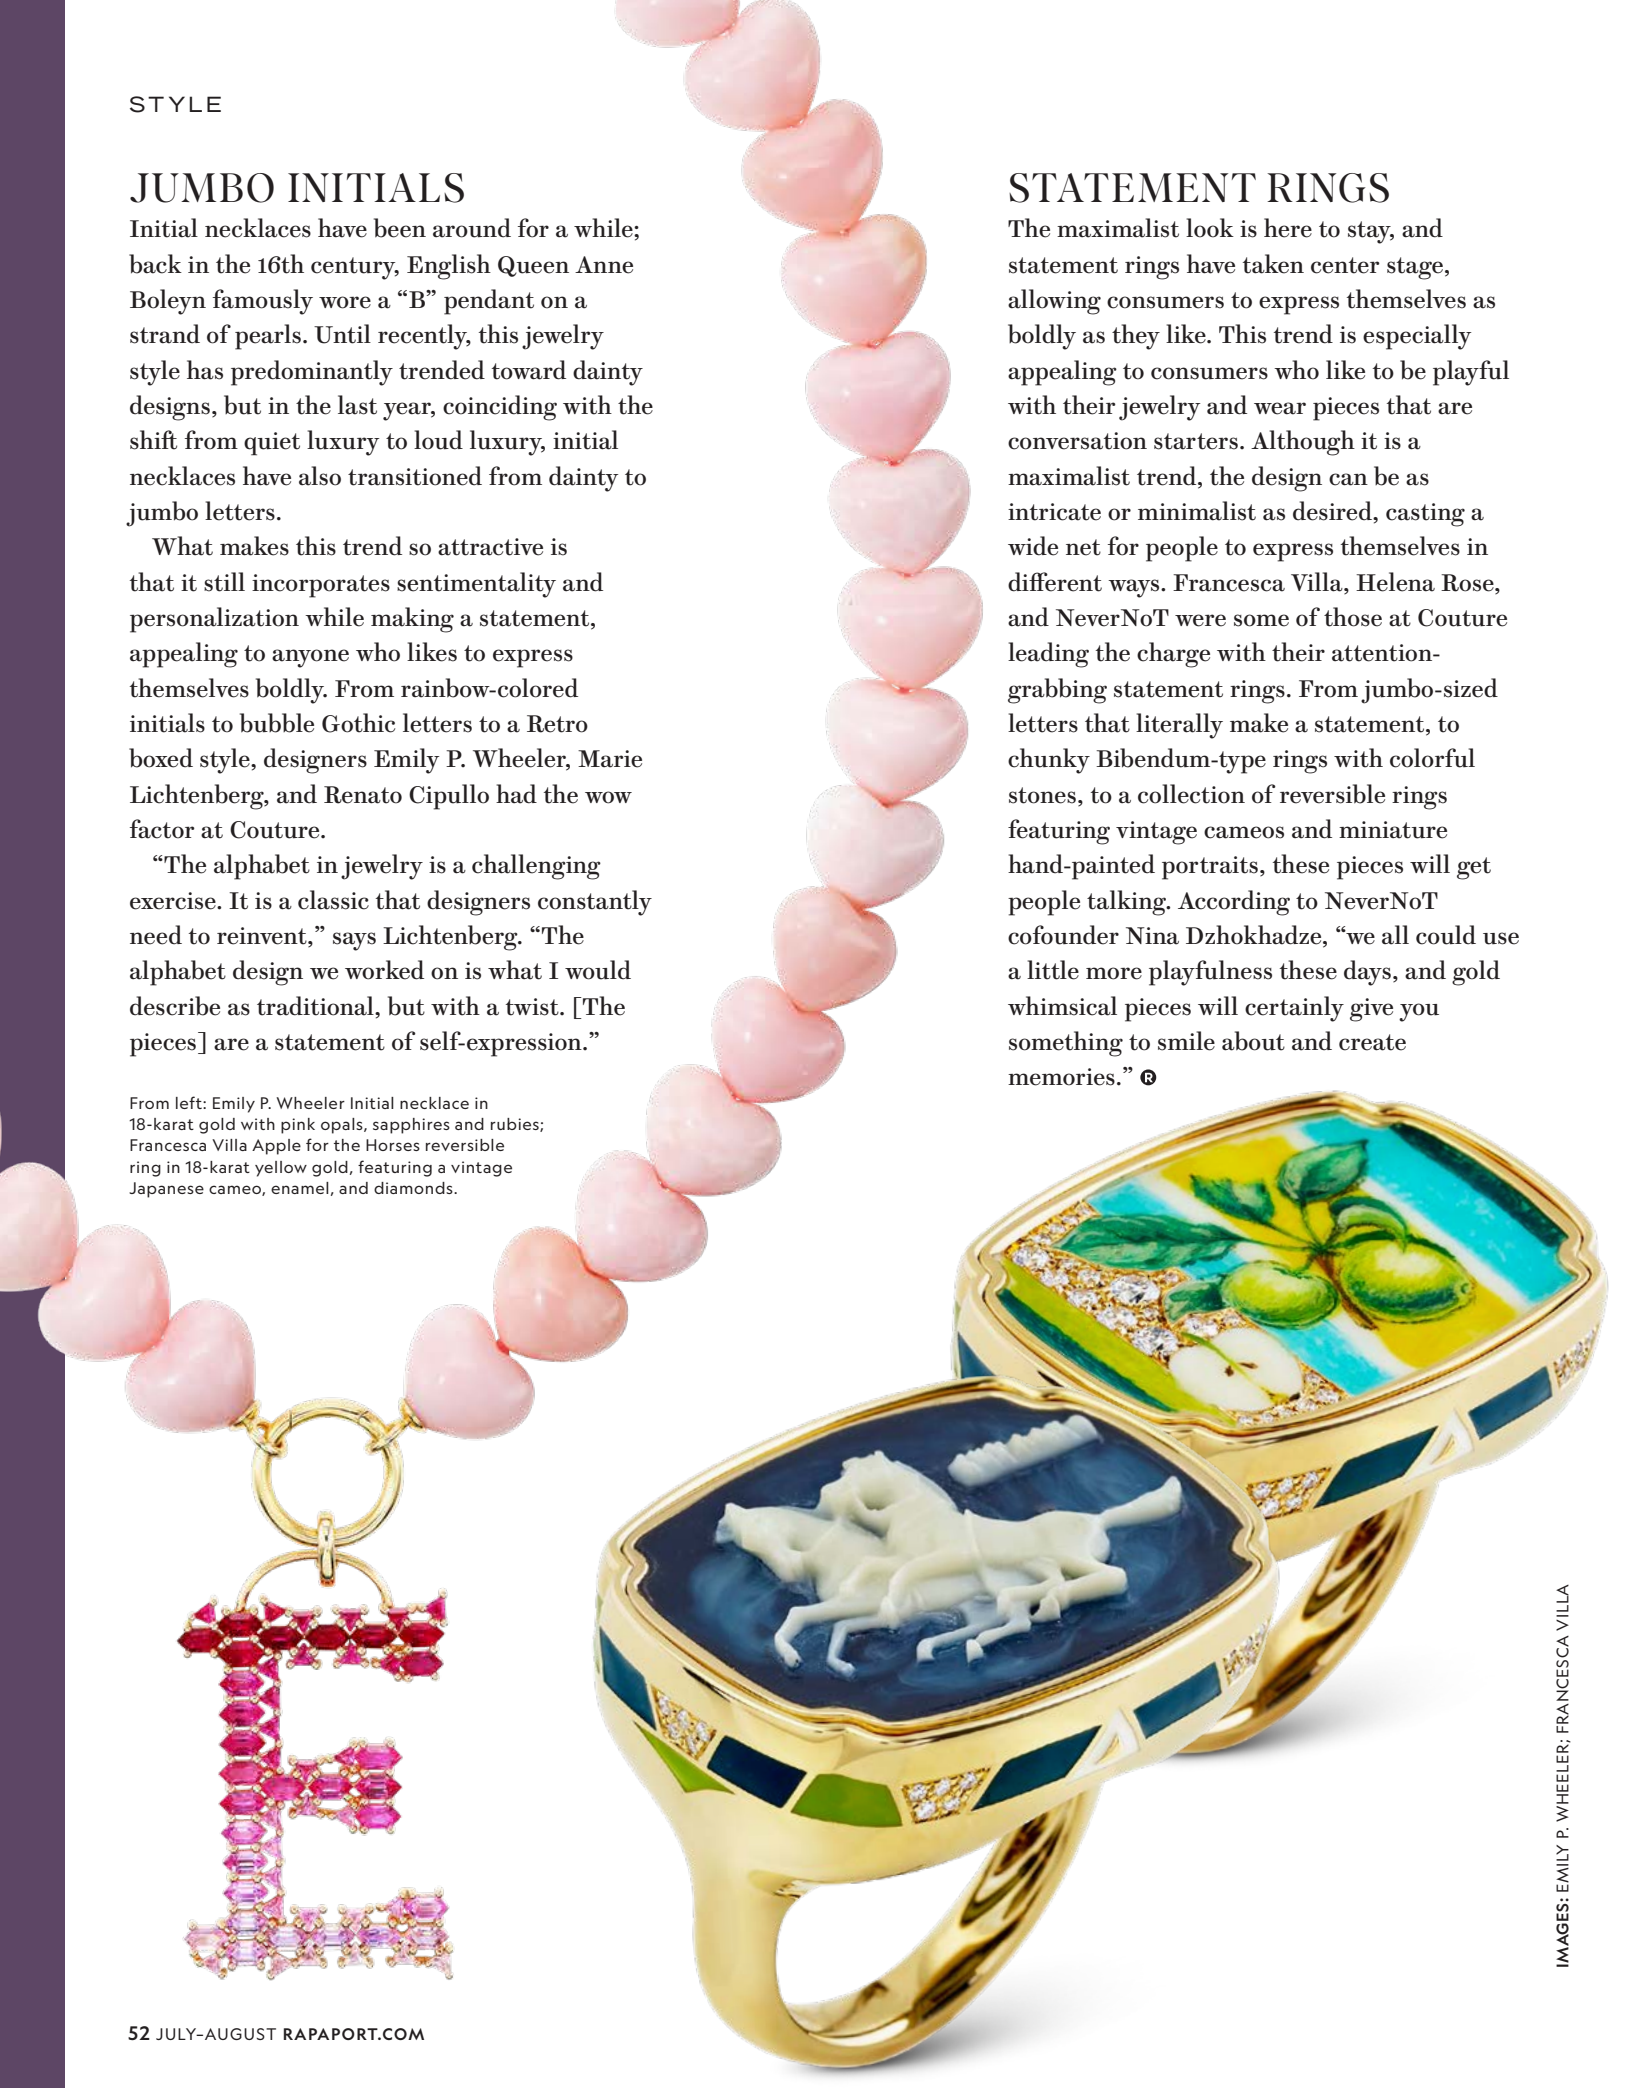 STYLE
JUMBO INITIALS
Initial necklaces have been around for a while;
back in the 16th century, English Queen Anne
Boleyn famously wore a “B” pendant on a
strand of pearls. Until recently, this jewelry
style has predominantly trended toward dainty
designs, but in the last year, coinciding with the
shift from quiet luxury to loud luxury, initial
necklaces have also transitioned from dainty to
jumbo letters.
What makes this trend so attractive is
that it still incorporates sentimentality and
personalization while making a statement,
appealing to anyone who likes to express
themselves boldly. From rainbow-colored
initials to bubble Gothic letters to a Retro
boxed style, designers Emily P. Wheeler, Marie
Lichtenberg, and Renato Cipullo had the wow
factor at Couture.
“The alphabet in jewelry is a challenging
exercise. It is a classic that designers constantly
need to reinvent,” says Lichtenberg. “The
alphabet design we worked on is what I would
describe as traditional, but with a twist. [The
pieces] are a statement of self-expression.”
From left: Emily P. Wheeler Initial necklace in
18-karat gold with pink opals, sapphires and rubies;
Francesca Villa Apple for the Horses reversible
ring in 18-karat yellow gold, featuring a vintage
Japanese cameo, enamel, and diamonds.
STATEMENT RINGS
The maximalist look is here to stay, and
statement rings have taken center stage,
allowing consumers to express themselves as
boldly as they like. This trend is especially
appealing to consumers who like to be playful
with their jewelry and wear pieces that are
conversation starters. Although it is a
maximalist trend, the design can be as
intricate or minimalist as desired, casting a
wide net for people to express themselves in
different ways. Francesca Villa, Helena Rose,
and NeverNoT were some of those at Couture
leading the charge with their attention-
grabbing statement rings. From jumbo-sized
letters that literally make a statement, to
chunky Bibendum-type rings with colorful
stones, to a collection of reversible rings
featuring vintage cameos and miniature
hand-painted portraits, these pieces will get
people talking. According to NeverNoT
cofounder Nina Dzhokhadze, “we all could use
a little more playfulness these days, and gold
whimsical pieces will certainly give you
something to smile about and create
memories.” R
E
IMAGES: EMILY P. WHEELER; FRANCESCA VILLA
52 JULY-AUGUST RAPAPORT.COM